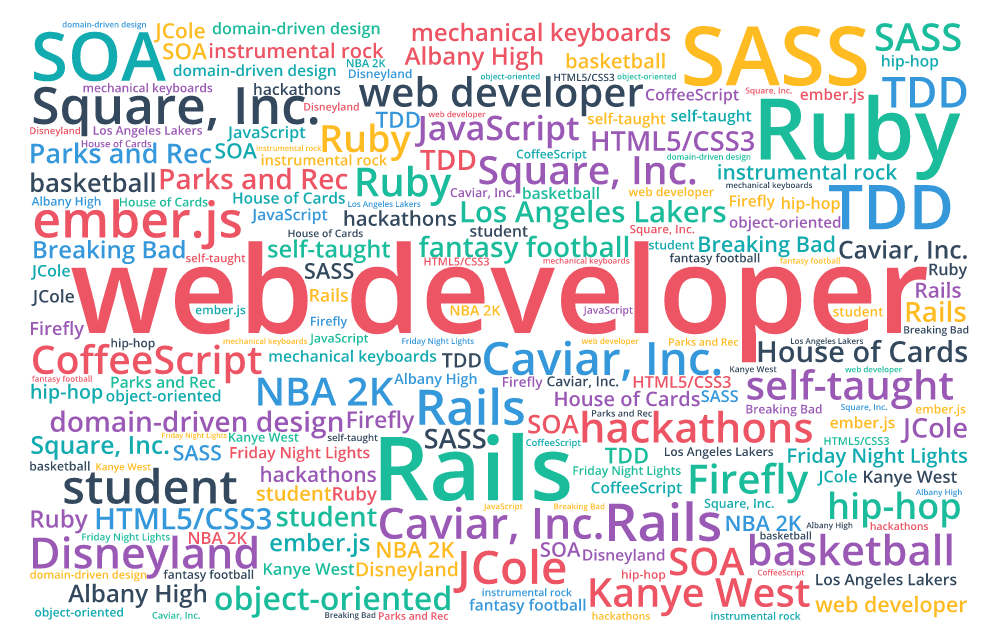 domain-driven design
SOA
JCole
domain-driven design
mechanical keyboards
SASS
SASS
SOA
instrumental rock
Albany High
basketball
hip-hop
domain-driven design
NBA 2K
Disneyland
object-oriented
HTML5/CSS3
object-oriented
mechanical keyboards
hackathons
web developer
CoffeeScript
Square, Inc.
ember.js
TDD
Square, Inc.
Disneyland
TDD
web developer
JavaScript
self-taught
self-taught
Ruby
Disneyland
Los Angeles Lakers
JavaScript
Ruby
HTML5/CSS3
House of Cards
Parks and Rec
SOA
instrumental rock
instrumental rock
TDD
CoffeeScript
domain-driven design
Square, Inc.
instrumental rock
basketball
Parks and Rec
Ruby
Caviar, Inc.
basketball
web developer
mechanical keyboards
TDD
Albany High
House of Cards
House of Cards
Los Angeles Lakers
Firefly
hip-hop
ember.js
JavaScript
hackathons
Los Angeles Lakers
object-oriented
House of Cards
student
Square, Inc.
Breaking Bad
self-taught
self-taught
fantasy football
student
Breaking Bad
Caviar, Inc.
JCole
SASS
HTML5/CSS3
mechanical keyboards
fantasy football
fantasy football
Ruby
web developer
JCole
Rails
Rails
ember.js
NBA 2K
JavaScript
student
Rails
Firefly
Firefly
Breaking Bad
hip-hop
mechanical keyboards
JavaScript
Friday Night Lights
web developer
Parks and Rec
Los Angeles Lakers
CoffeeScript
mechanical keyboards
TDD
Caviar, Inc.
House of Cards
Kanye West
web developer
fantasy football
Parks and Rec
NBA 2K
Albany High
Firefly
Caviar, Inc.
HTML5/CSS3
self-taught
hip-hop
object-oriented
Rails
House of Cards
SASS
Breaking Bad
Square, Inc.
ember.js
domain-driven design
Firefly
SOA
Parks and Rec
hackathons
ember.js
JCole
Square, Inc.
Friday Night Lights
Kanye West
self-taught
SASS
CoffeeScript
HTML5/CSS3
SASS
Friday Night Lights
Rails
TDD
Los Angeles Lakers
Friday Night Lights
basketball
Kanye West
hackathons
Friday Night Lights
Firefly
JCole
Kanye West
student
student
Ruby
CoffeeScript
Albany High
JavaScript
Breaking Bad
Square, Inc.
hip-hop
Ruby
HTML5/CSS3
student
Caviar, Inc.
Rails
NBA 2K
Albany High
hackathons
Friday Night Lights
NBA 2K
basketball
Disneyland
ember.js
NBA 2K
SOA
Disneyland
SOA
basketball
domain-driven design
fantasy football
Kanye West
Disneyland
JCole
hip-hop
CoffeeScript
Los Angeles Lakers
Albany High
object-oriented
instrumental rock
fantasy football
Kanye West
web developer
object-oriented
Caviar, Inc.
Breaking Bad
Parks and Rec
hackathons
instrumental rock